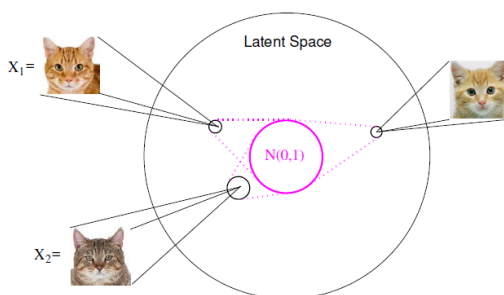 Latent Space
X₁=
N(0,1)
X₂=